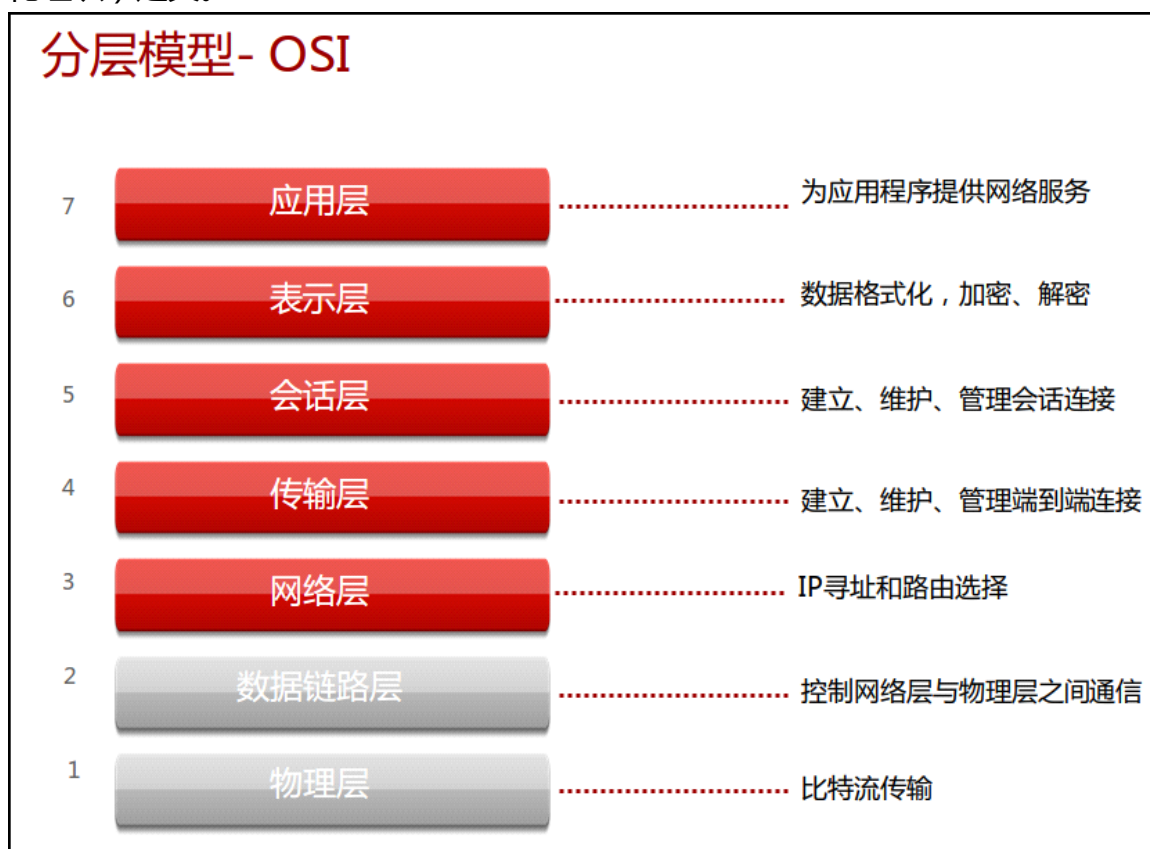 分层模型- OSI
7 应用层 为应用程序提供网络服务
6 表示层 数据格式化，加密、解密
5 会话层 建立、维护、管理会话连接
4 传输层 建立、维护、管理端到端连接
3 网络层 IP寻址和路由选择
2 数据链路层 控制网络层与物理层之间通信
1 物理层 比特流传输